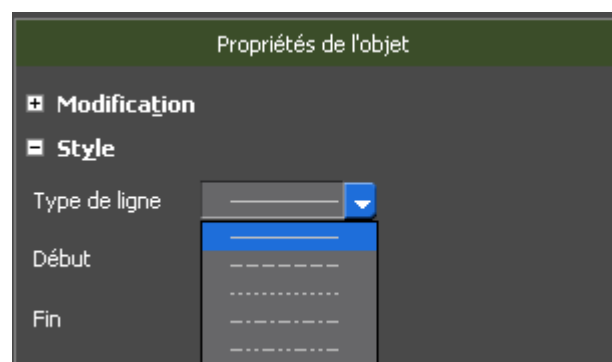 Propriétés de l'objet
Modification
Style
Type de ligne
Début
Fin